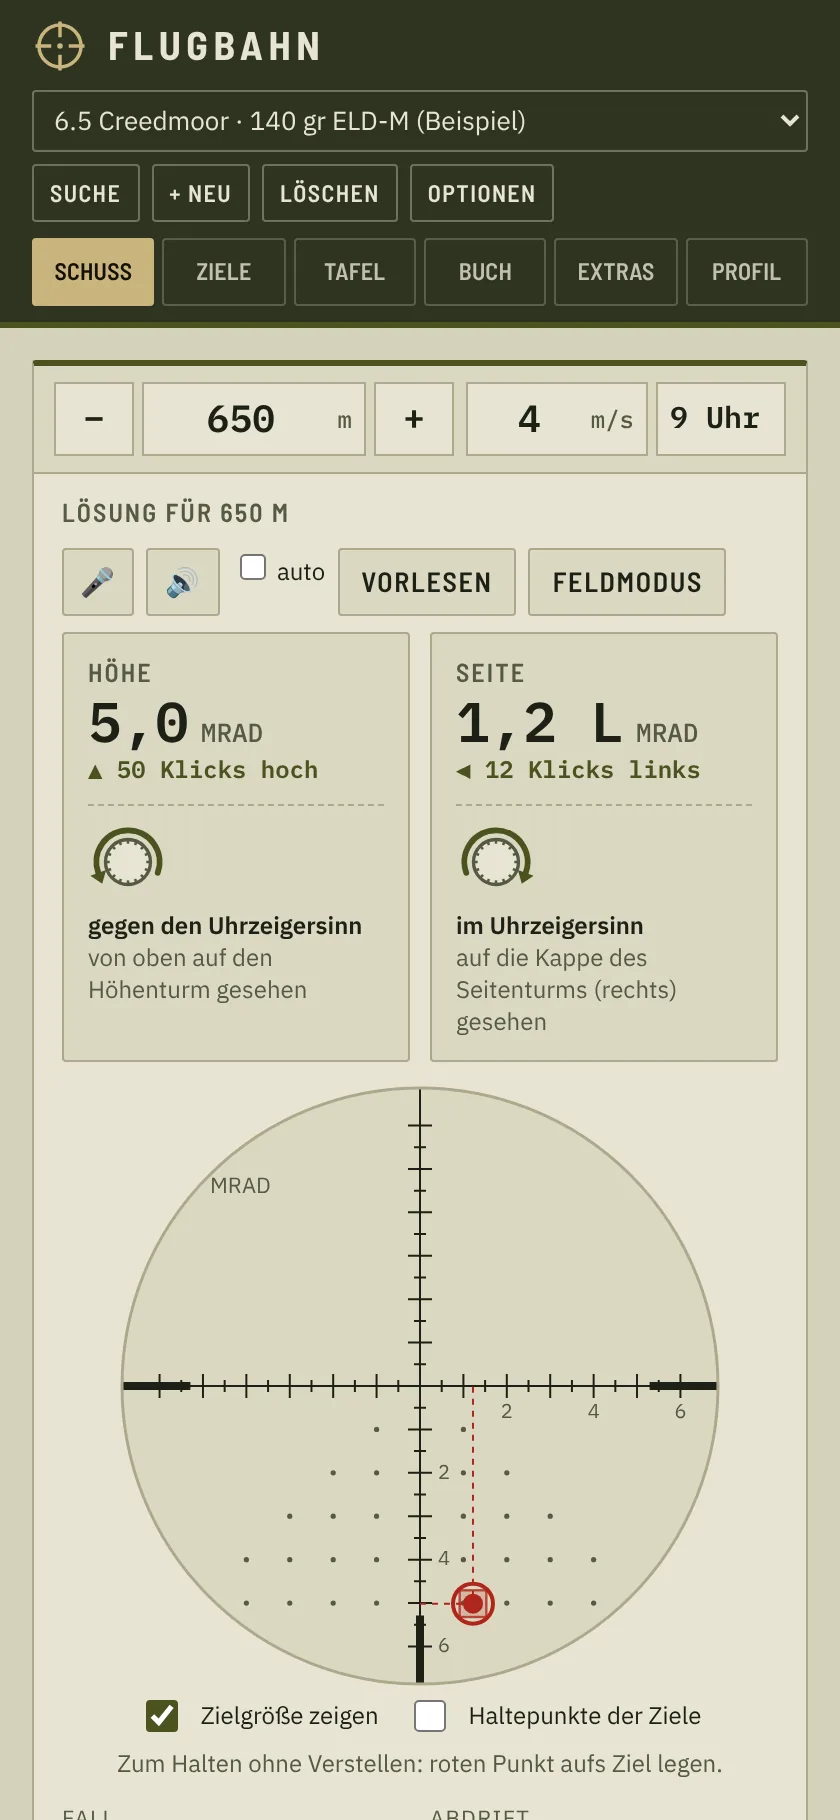 FLUGBAHN
6.5 Creedmoor · 140 gr ELD-M (Beispiel)
SUCHE + NEU LÖSCHEN OPTIONEN
SCHUSS ZIELE TAFEL BUCH EXTRAS PROFIL
− 650 m + 4 m/s 9 Uhr
LÖSUNG FÜR 650 M
auto VORLESEN FELDMODUS
HÖHE
5,0 MRAD
▲ 50 Klicks hoch
gegen den Uhrzeigersinn
von oben auf den
Höhenturm gesehen
SEITE
1,2 L MRAD
◄ 12 Klicks links
im Uhrzeigersinn
auf die Kappe des
Seitenturms (rechts)
gesehen
MRAD
2 4 6
2
4
6
Zielgröße zeigen Haltepunkte der Ziele
Zum Halten ohne Verstellen: roten Punkt aufs Ziel legen.
FALL ABDRIFT